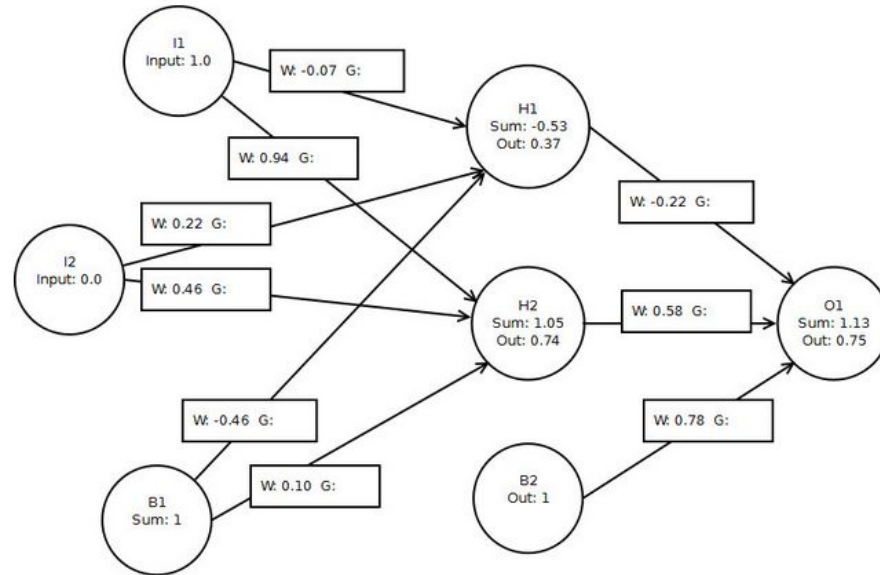 I1
Input: 1.0
W: -0.07 G:
H1
Sum: -0.53
Out: 0.37
W: 0.94 G:
W: -0.22 G:
W: 0.22 G:
I2
Input: 0.0
W: 0.46 G:
H2
Sum: 1.05
Out: 0.74
W: 0.58 G:
O1
Sum: 1.13
Out: 0.75
W: -0.46 G:
W: 0.78 G:
W: 0.10 G:
B1
Sum: 1
B2
Out: 1